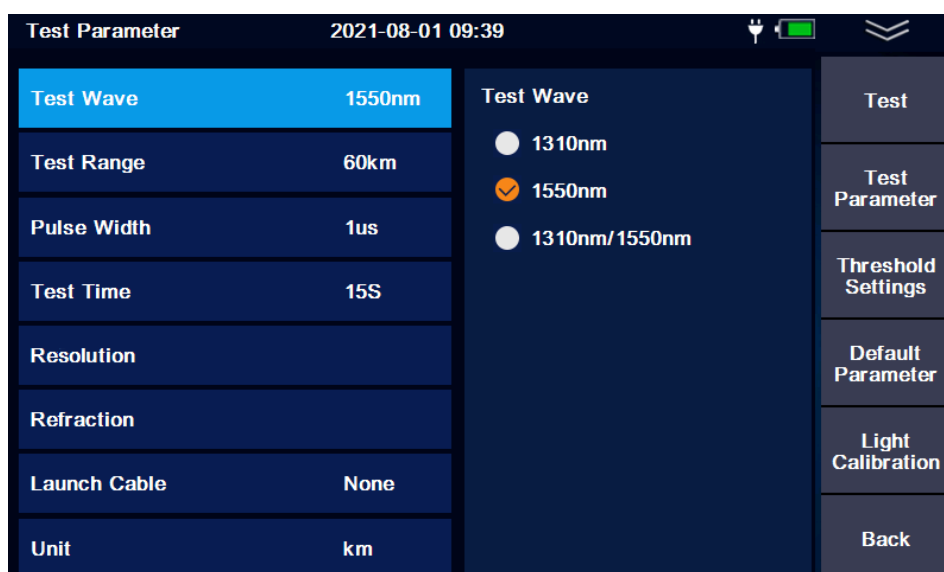 Test Parameter 2021-08-01 09:39
Test Wave 1550nm
Test Range 60km
Pulse Width 1us
Test Time 15S
Resolution
Refraction
Launch Cable None
Unit km
Test Wave
1310nm
1550nm
1310nm/1550nm
Test
Test
Parameter
Threshold
Settings
Default
Parameter
Light
Calibration
Back